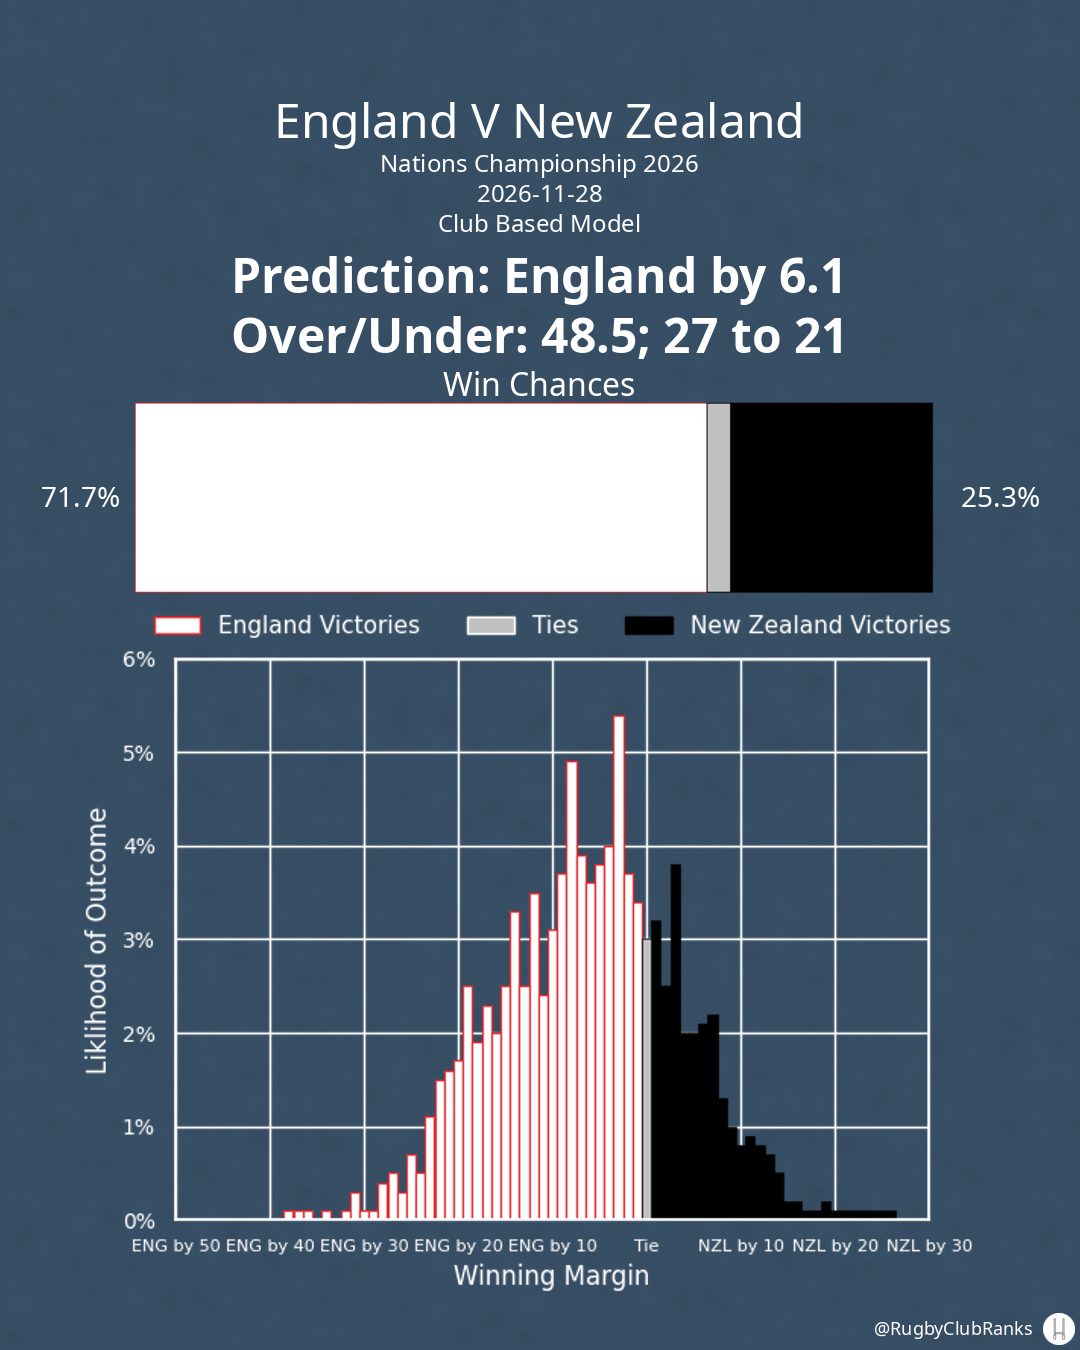 England V New Zealand
Nations Championship 2026
2026-11-28
Club Based Model
Prediction: England by 6.1
Over/Under: 48.5; 27 to 21
Win Chances
71.7%
25.3%
England Victories
Ties
New Zealand Victories
6%
5%
4%
3%
2%
1%
0%
Liklihood of Outcome
ENG by 50
ENG by 40
ENG by 30
ENG by 20
ENG by 10
Tie
NZL by 10
NZL by 20
NZL by 30
Winning Margin
@RugbyClubRanks